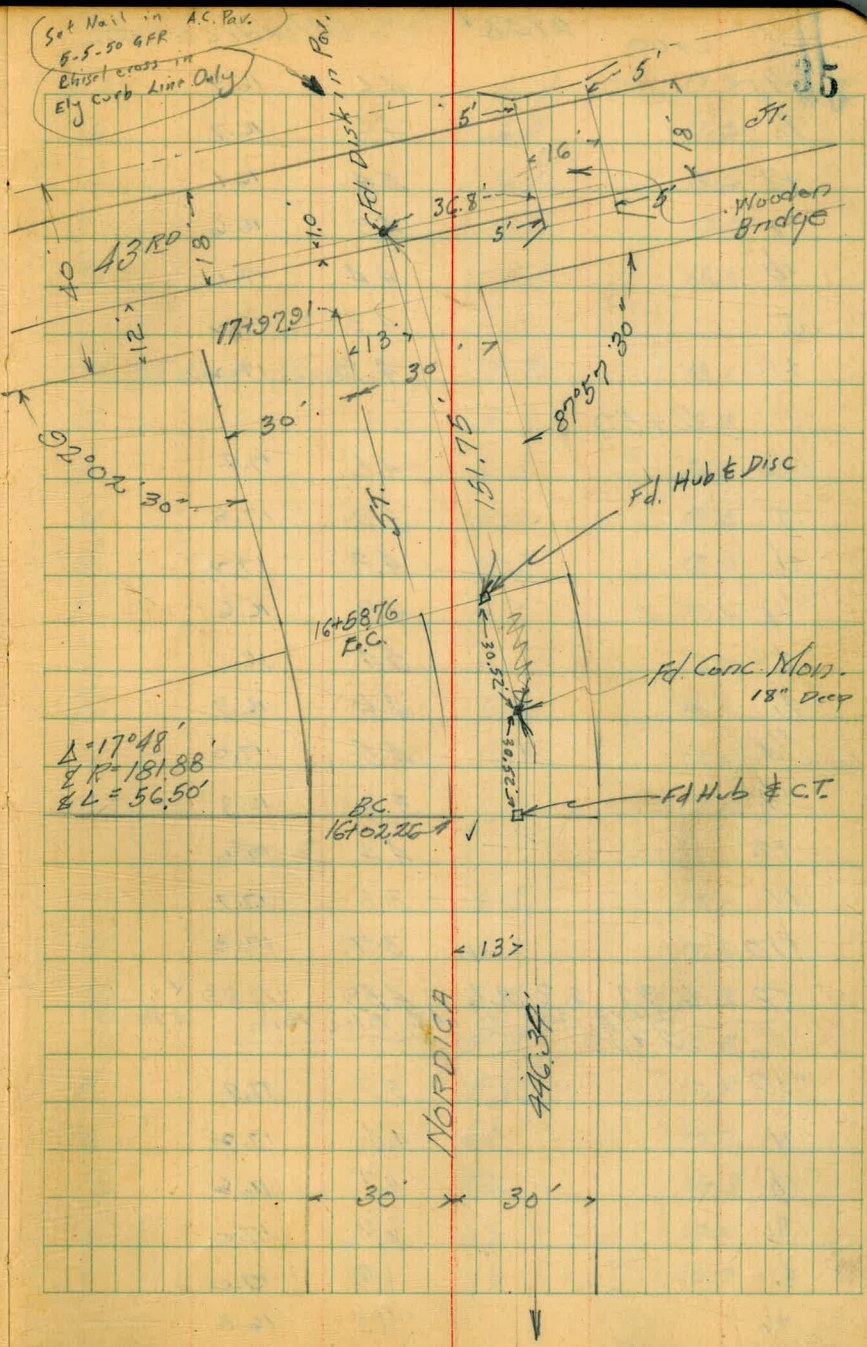 Set Nail in A.C. Pav.
5-5-50 GFR
Chisel cross in
Ely Curb Line Only
35
Fd. Disk in Pav.
5'
5'
18'
St.
16'
36.8'
5'
5'
Wooden
Bridge
40'
43RD
18'
1.0'
12'
17+97.91
13'
30'
30'
87°57'30"
92°02'30"
St.
151.75'
Fd. Hub & Disc
16+58.76
E.C.
30.52'
Fd Conc. Mon.
18" Deep
Δ=17°48'
℄ R=181.88'
℄ L=56.50'
30.52'
Fd Hub & C.T.
B.C.
16+02.26
13'
NORDICA
446.34'
30'
30'